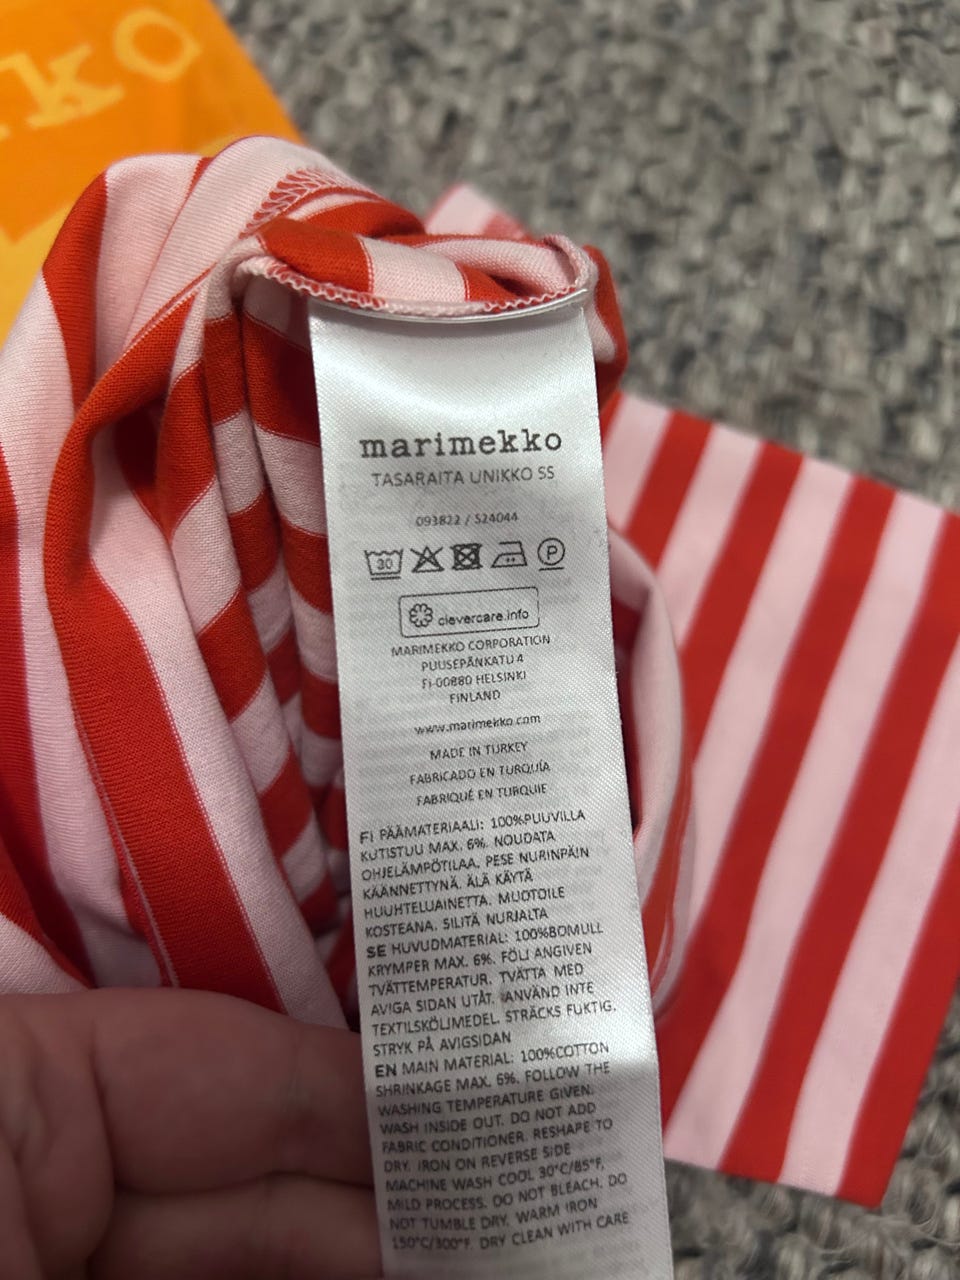 kko
marimekko
TASARAITA UNIKKO SS
093822 / S24044
30
P
clevercare.info
MARIMEKKO CORPORATION
PUUSEPÄNKATU 4
FI-00880 HELSINKI
FINLAND
www.marimekko.com
MADE IN TURKEY
FABRICADO EN TURQUÍA
FABRIQUÉ EN TURQUIE
FI PÄÄMATERIAALI: 100%PUUVILLA
KUTISTUU MAX. 6%. NOUDATA
OHJELÄMPÖTILAA. PESE NURINPÄIN
KÄÄNNETTYNÄ. ÄLÄ KÄYTÄ
HUUHTELUAINETTA. MUOTOILE
KOSTEANA. SILITÄ NURJALTA
SE HUVUDMATERIAL: 100%BOMULL
KRYMPER MAX. 6%. FÖLJ ANGIVEN
TVÄTTEMPERATUR. TVÄTTA MED
AVIGA SIDAN UTÅT. ANVÄND INTE
TEXTILSKÖLJMEDEL. STRÄCKS FUKTIG.
STRYK PÅ AVIGSIDAN
EN MAIN MATERIAL: 100%COTTON
SHRINKAGE MAX. 6%. FOLLOW THE
WASHING TEMPERATURE GIVEN.
WASH INSIDE OUT. DO NOT ADD
FABRIC CONDITIONER. RESHAPE TO
DRY. IRON ON REVERSE SIDE
MACHINE WASH COOL 30°C/85°F,
MILD PROCESS. DO NOT BLEACH. DO
NOT TUMBLE DRY. WARM IRON
150°C/300°F. DRY CLEAN WITH CARE